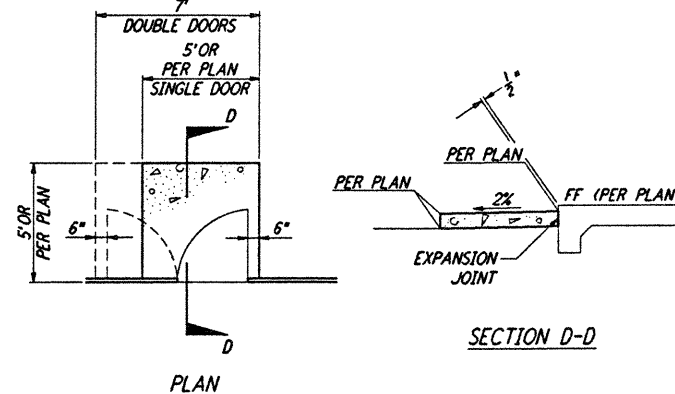 7'
DOUBLE DOORS
5' OR
PER PLAN
SINGLE DOOR
D
5' OR
PER PLAN
6"
6"
D
PLAN
1/2"
PER PLAN
PER PLAN
2%
FF (PER PLAN
EXPANSION
JOINT
SECTION D-D